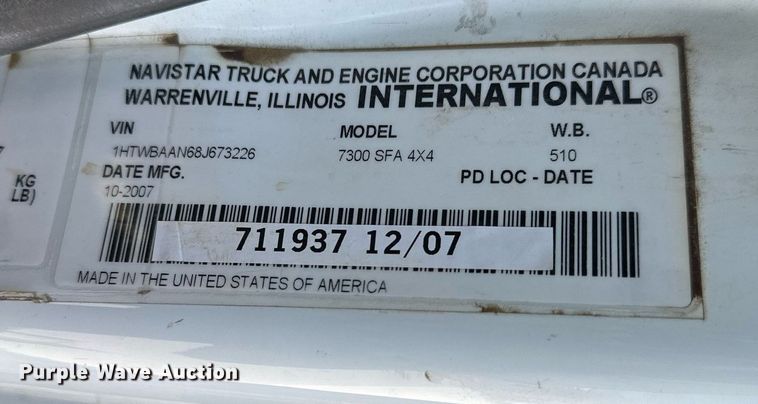 NAVISTAR TRUCK AND ENGINE CORPORATION CANADA
WARRENVILLE, ILLINOIS INTERNATIONAL®
VIN MODEL W.B.
1HTWBAAN68J673226 7300 SFA 4X4 510
DATE MFG. PD LOC - DATE
10-2007
KG
LB)
711937 12/07
MADE IN THE UNITED STATES OF AMERICA
Purple Wave Auction